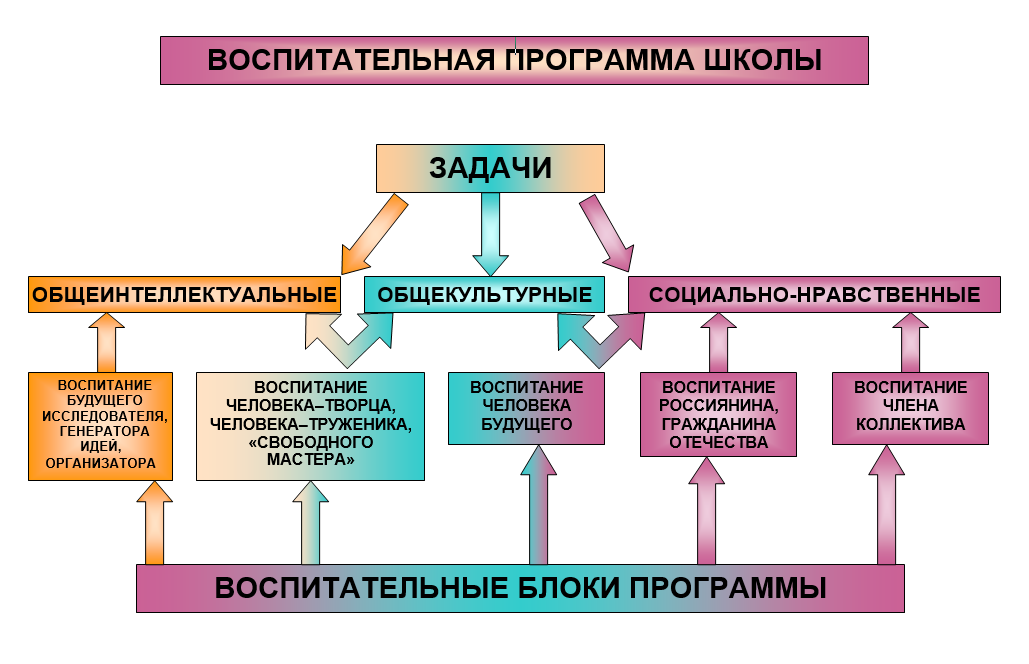 ВОСПИТАТЕЛЬНАЯ ПРОГРАММА ШКОЛЫ
ЗАДАЧИ
ОБЩЕИНТЕЛЛЕКТУАЛЬНЫЕ
ОБЩЕКУЛЬТУРНЫЕ
СОЦИАЛЬНО-НРАВСТВЕННЫЕ
ВОСПИТАНИЕ
БУДУЩЕГО
ИССЛЕДОВАТЕЛЯ,
ГЕНЕРАТОРА
ИДЕЙ,
ОРГАНИЗАТОРА
ВОСПИТАНИЕ
ЧЕЛОВЕКА–ТВОРЦА,
ЧЕЛОВЕКА–ТРУЖЕНИКА,
«СВОБОДНОГО
МАСТЕРА»
ВОСПИТАНИЕ
ЧЕЛОВЕКА
БУДУЩЕГО
ВОСПИТАНИЕ
РОССИЯНИНА,
ГРАЖДАНИНА
ОТЕЧЕСТВА
ВОСПИТАНИЕ
ЧЛЕНА
КОЛЛЕКТИВА
ВОСПИТАТЕЛЬНЫЕ БЛОКИ ПРОГРАММЫ